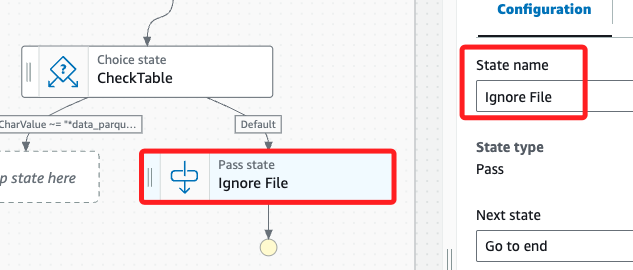 Choice state
CheckTable
CharValue ~= "*data_parqu...
Default
p state here
Pass state
Ignore File
Configuration
State name
Ignore File
State type
Pass
Next state
Go to end